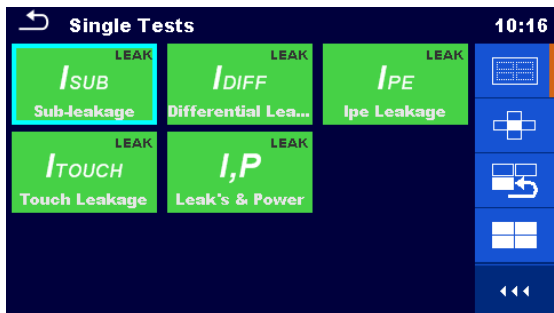 Single Tests 10:16
LEAK LEAK LEAK
ISUB IDIFF IPE
Sub-leakage Differential Lea... Ipe Leakage
LEAK LEAK
ITOUCH I,P
Touch Leakage Leak's & Power